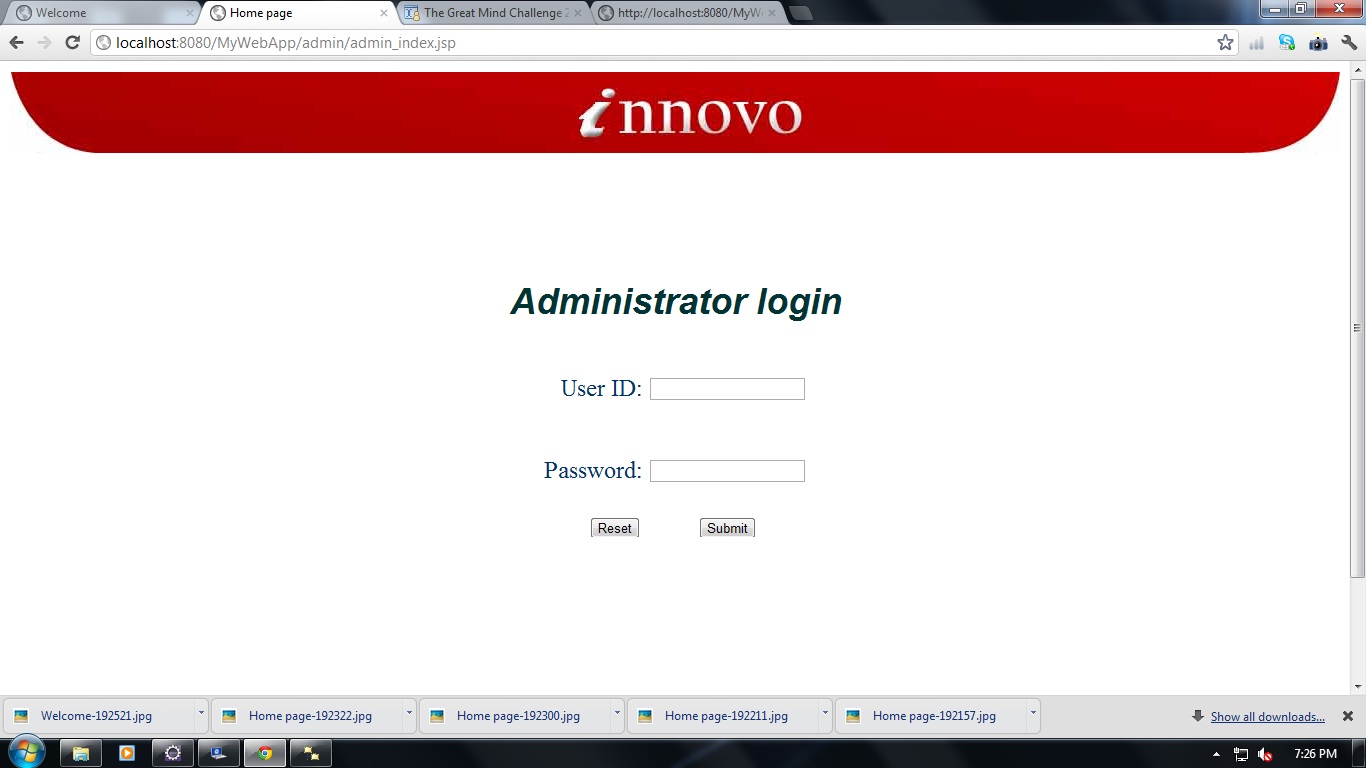 Welcome
Home page
The Great Mind Challenge 2
http://localhost:8080/MyWe
localhost:8080/MyWebApp/admin/admin_index.jsp
innovo
Administrator login
User ID:
Password:
Reset
Submit
Welcome-192521.jpg
Home page-192322.jpg
Home page-192300.jpg
Home page-192211.jpg
Home page-192157.jpg
Show all downloads...
7:26 PM